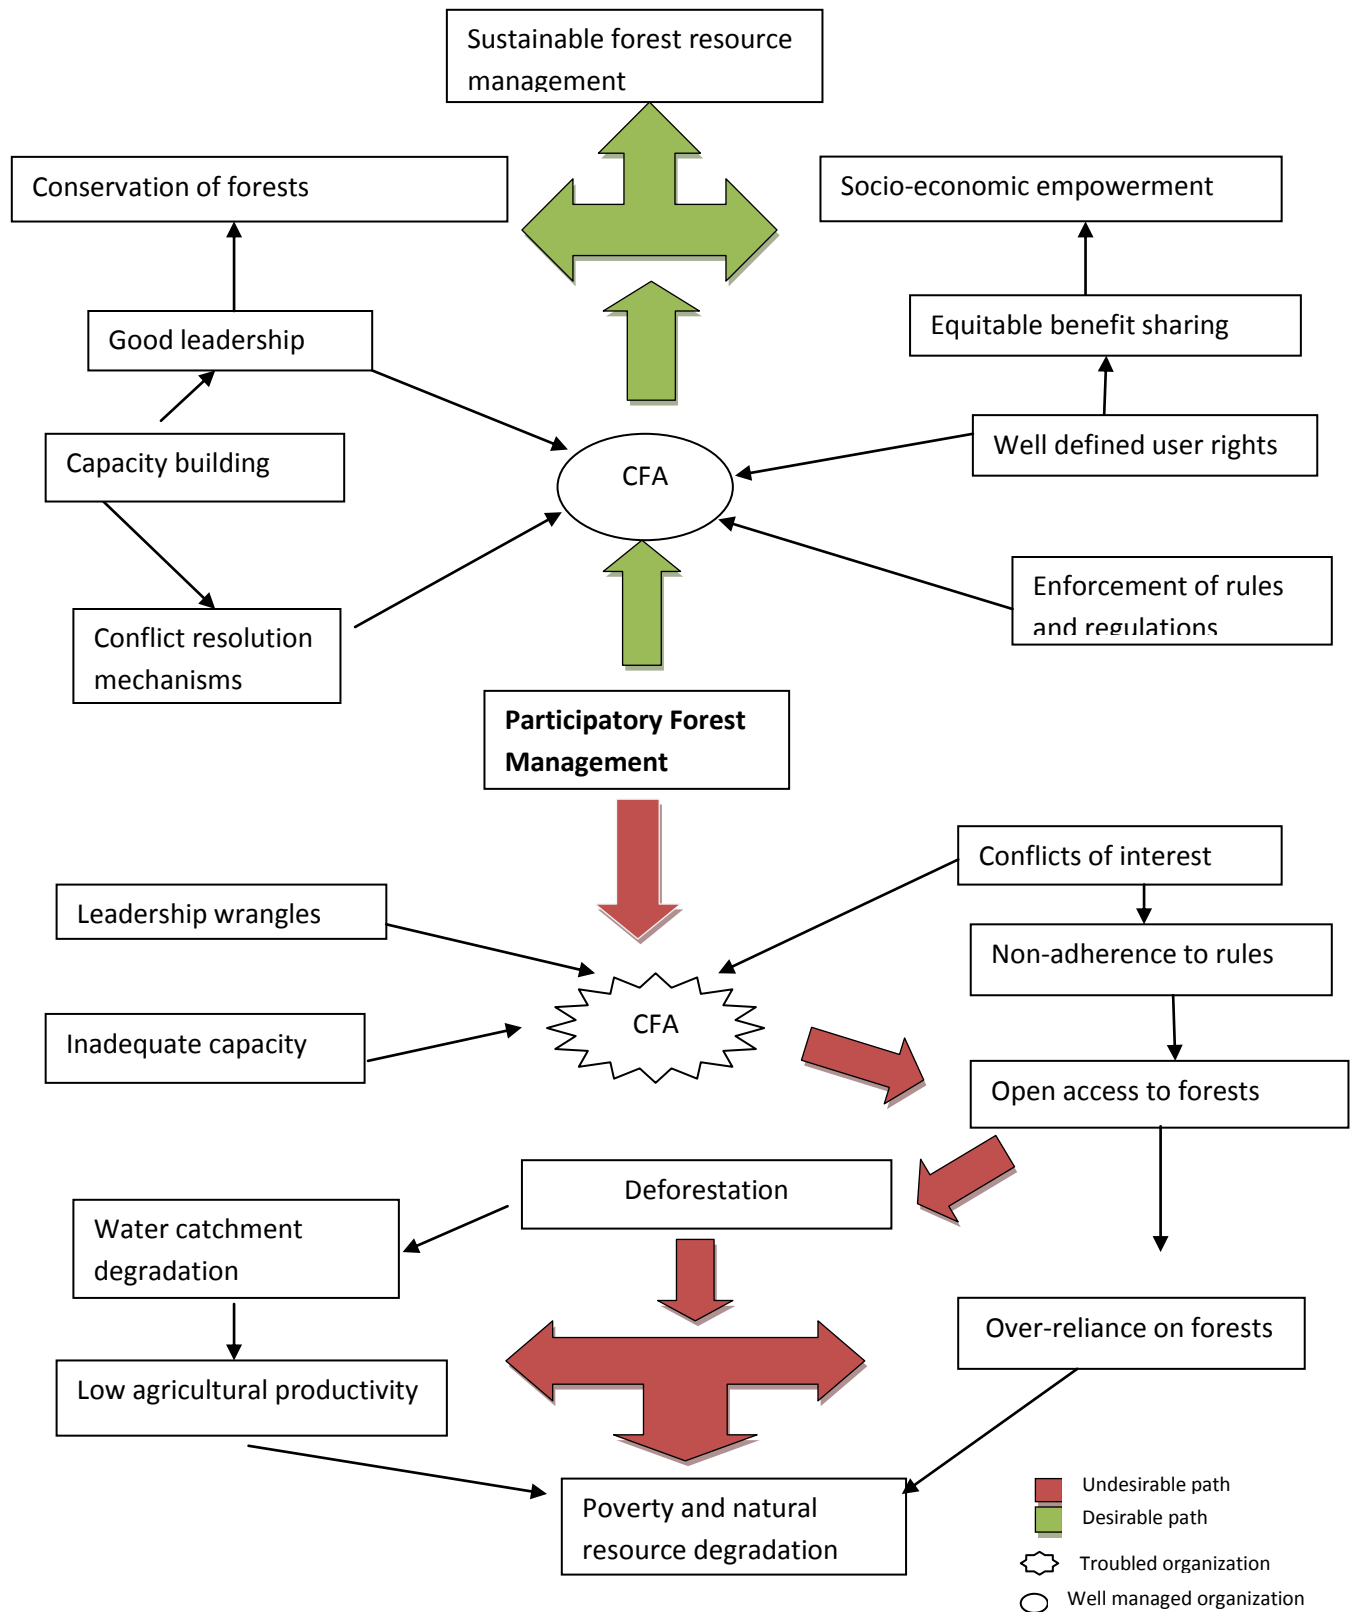 Sustainable forest resource
management
Conservation of forests
Socio-economic empowerment
Good leadership
Equitable benefit sharing
Capacity building
CFA
Well defined user rights
Enforcement of rules
and regulations
Conflict resolution
mechanisms
Participatory Forest
Management
Conflicts of interest
Leadership wrangles
Non-adherence to rules
CFA
Inadequate capacity
Open access to forests
Deforestation
Water catchment
degradation
Over-reliance on forests
Low agricultural productivity
Poverty and natural
resource degradation
Undesirable path
Desirable path
Troubled organization
Well managed organization